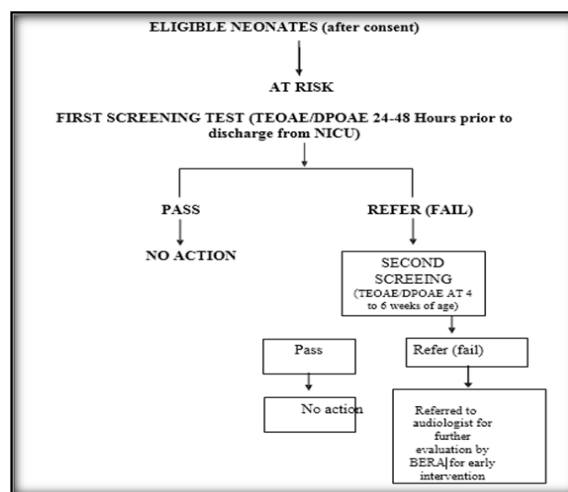 ELIGIBLE NEONATES (after consent)
AT RISK
FIRST SCREENING TEST (TEOAE/DPOAE 24-48 Hours prior to
discharge from NICU)
PASS
REFER (FAIL)
NO ACTION
SECOND
SCREEING
(TEOAE/DPOAE AT 4
to 6 weeks of age)
Pass
Refer (fail)
No action
Referred to
audiologist for
further
evaluation by
BERA|for early
intervention